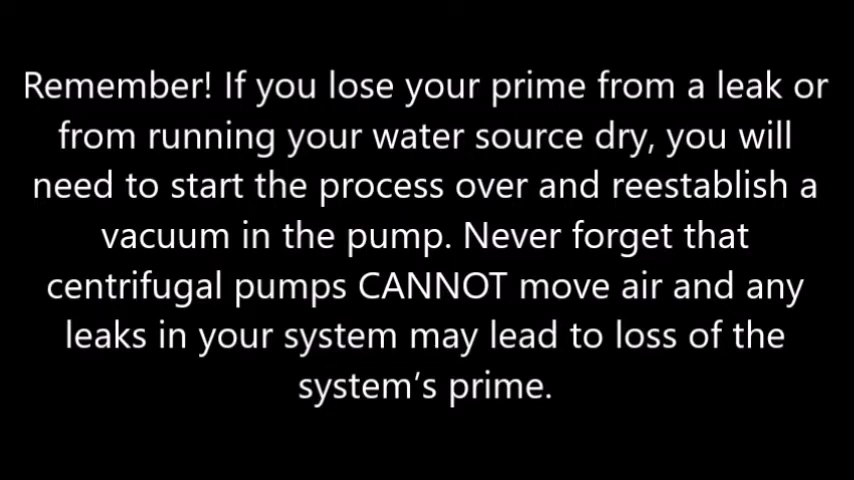 Remember! If you lose your prime from a leak or
from running your water source dry, you will
need to start the process over and reestablish a
vacuum in the pump. Never forget that
centrifugal pumps CANNOT move air and any
leaks in your system may lead to loss of the
system’s prime.